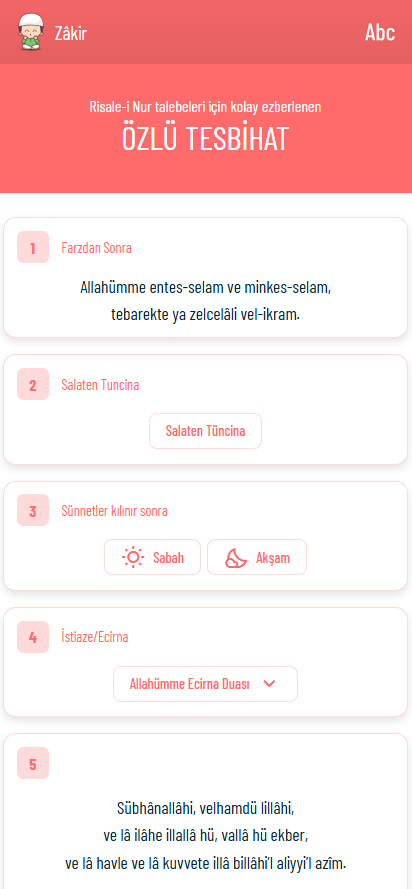 Zâkir
Abc
Risale-i Nur talebeleri için kolay ezberlenen
ÖZLÜ TESBİHAT
1
Farzdan Sonra
Allahümme entes-selam ve minkes-selam,
tebarekte ya zelcelâli vel-ikram.
2
Salaten Tuncina
Salaten Tüncina
3
Sünnetler kılınır sonra
Sabah
Akşam
4
İstiaze/Ecirna
Allahümme Ecirna Duası
5
Sübhânallâhi, velhamdü lillâhi,
ve lâ ilâhe illallâ hü, vallâ hü ekber,
ve lâ havle ve lâ kuvvete illâ billâhi’l aliyyi’l azîm.